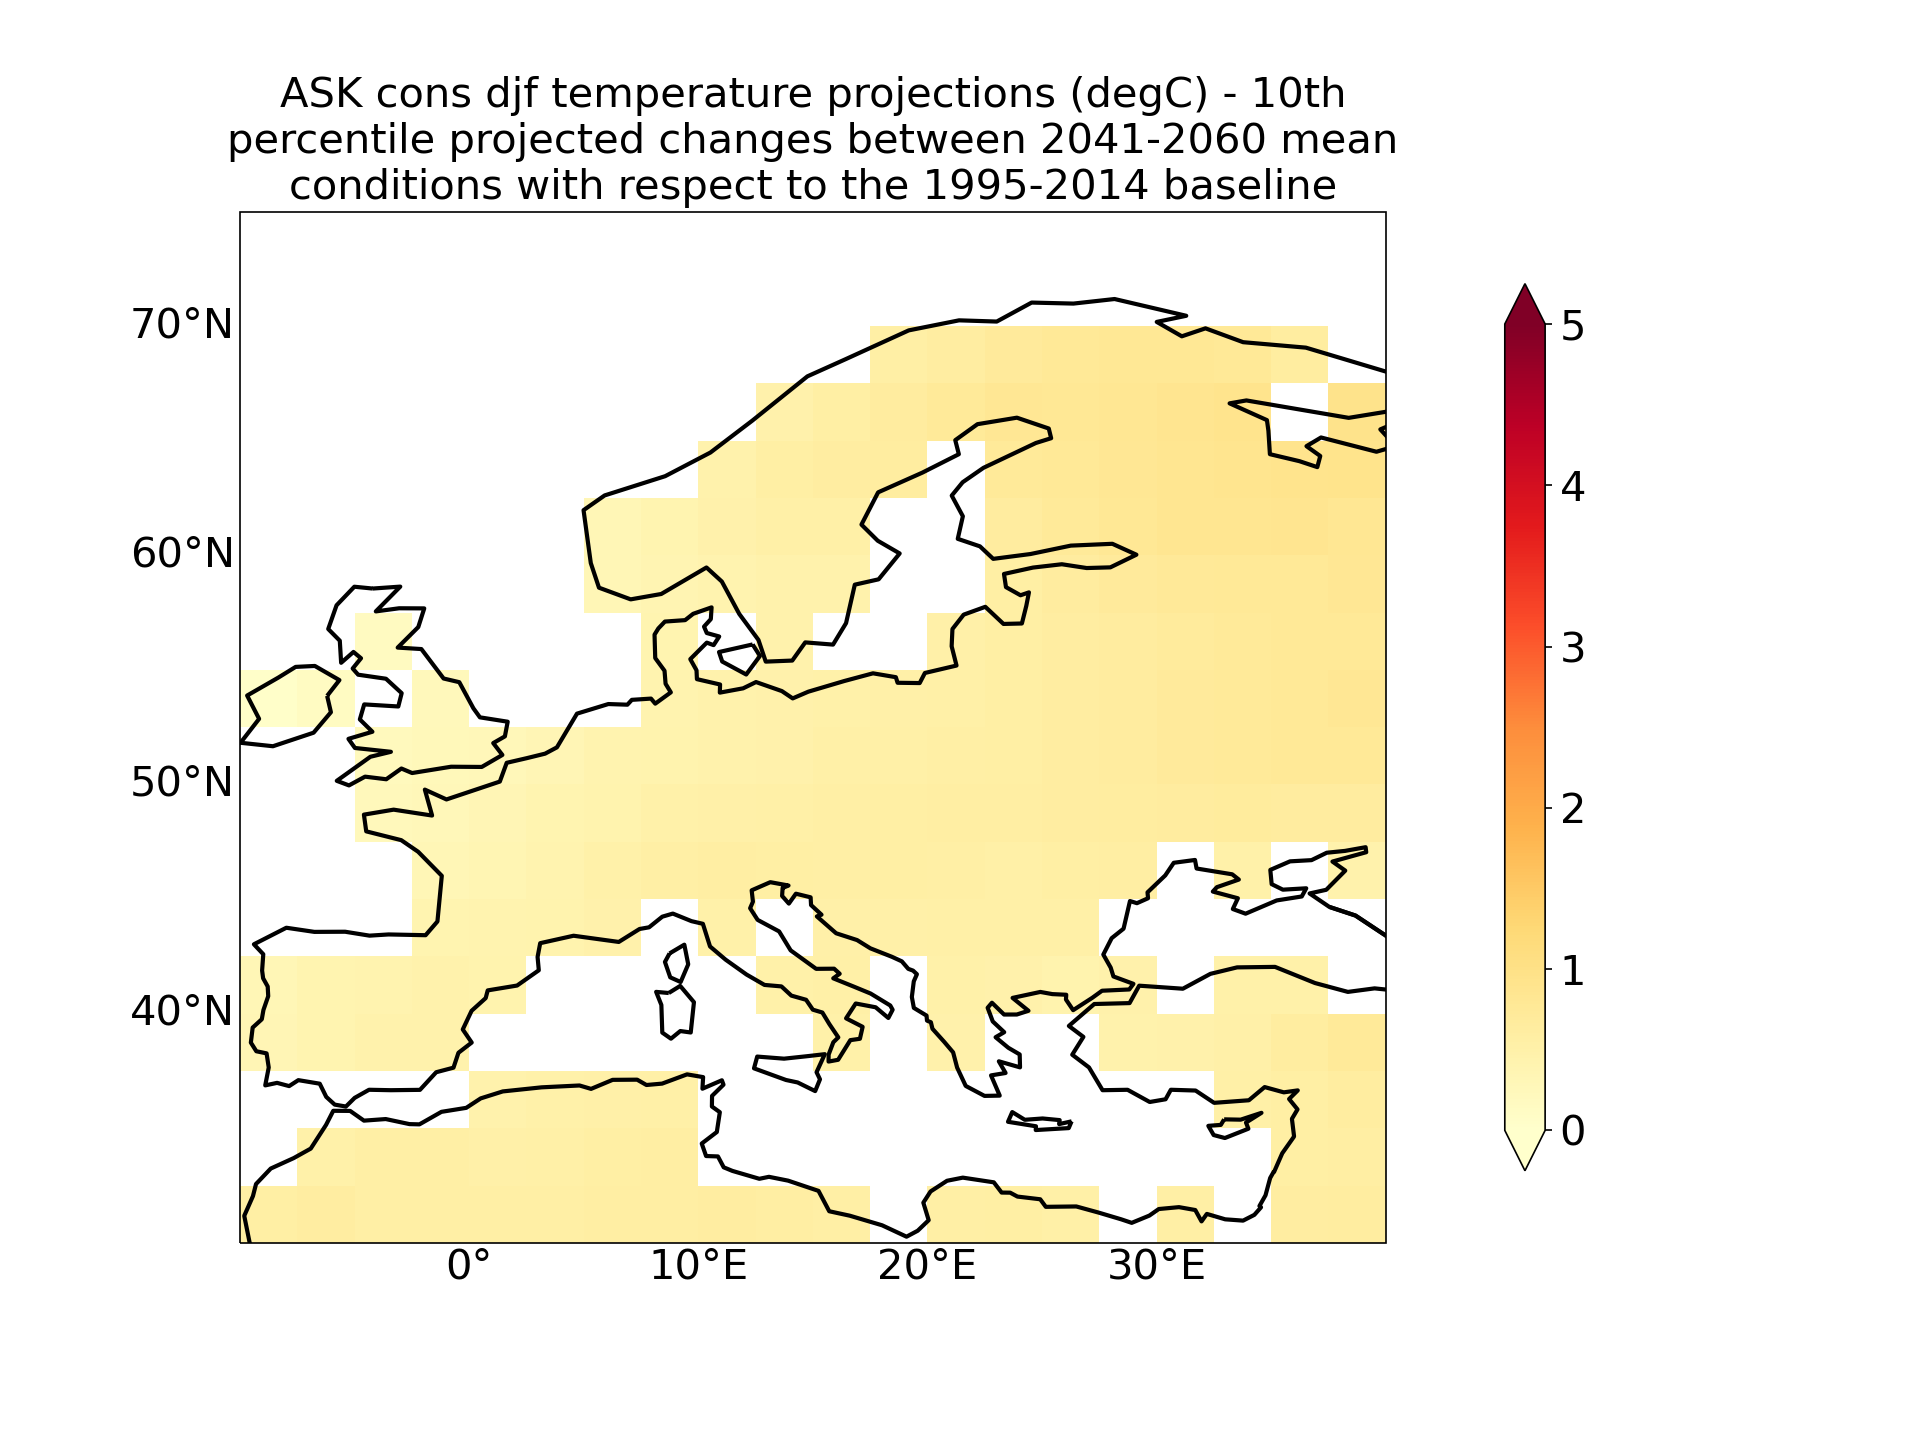 ASK cons djf temperature projections (degC) - 10th
percentile projected changes between 2041-2060 mean
conditions with respect to the 1995-2014 baseline
70°N
60°N
50°N
40°N
0°
10°E
20°E
30°E
5
4
3
2
1
0